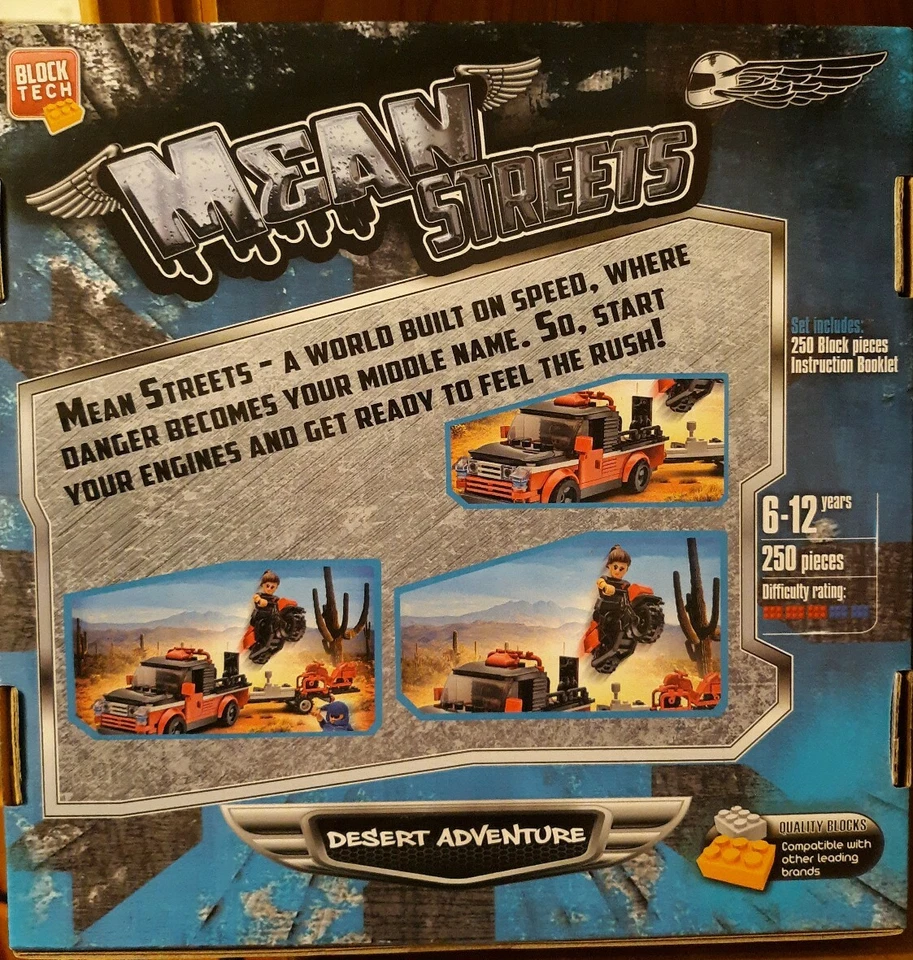 BLOCK
TECH
MEAN
STREETS
MEAN STREETS - A WORLD BUILT ON SPEED, WHERE
DANGER BECOMES YOUR MIDDLE NAME. SO, START
YOUR ENGINES AND GET READY TO FEEL THE RUSH!
Set includes:
250 Block pieces
Instruction Booklet
6-12 years
250 pieces
Difficulty rating:
DESERT ADVENTURE
QUALITY BLOCKS
Compatible with
other leading
brands